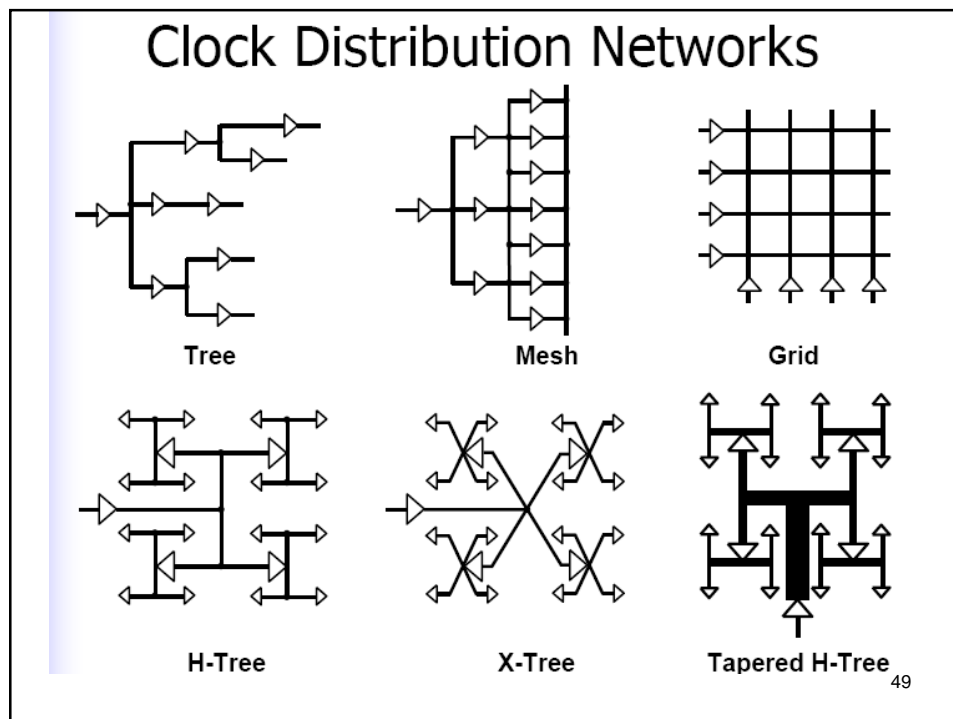 Clock Distribution Networks
Tree
Mesh
Grid
H-Tree
X-Tree
Tapered H-Tree
49